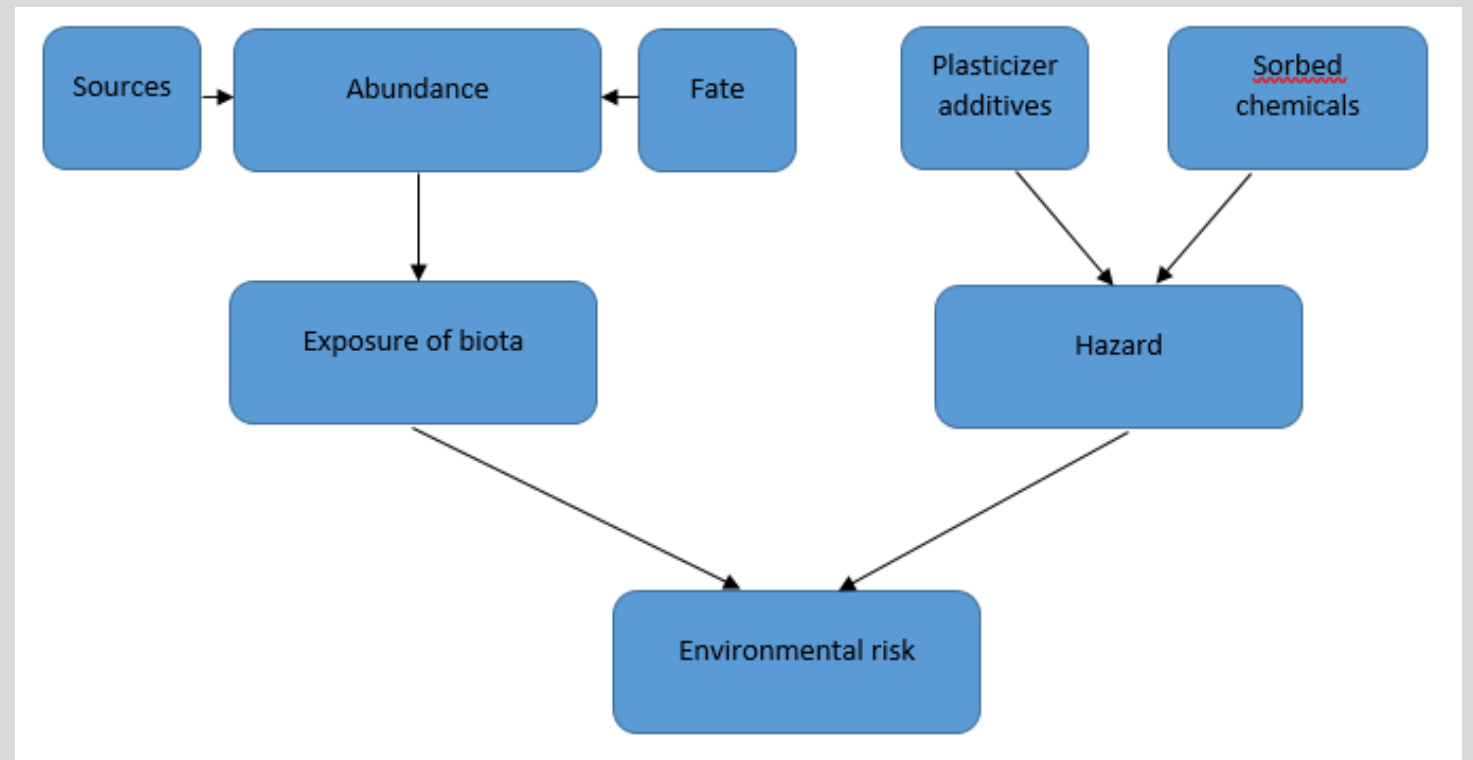 Sources
Abundance
Fate
Plasticizer
additives
Sorbed
chemicals
Exposure of biota
Hazard
Environmental risk